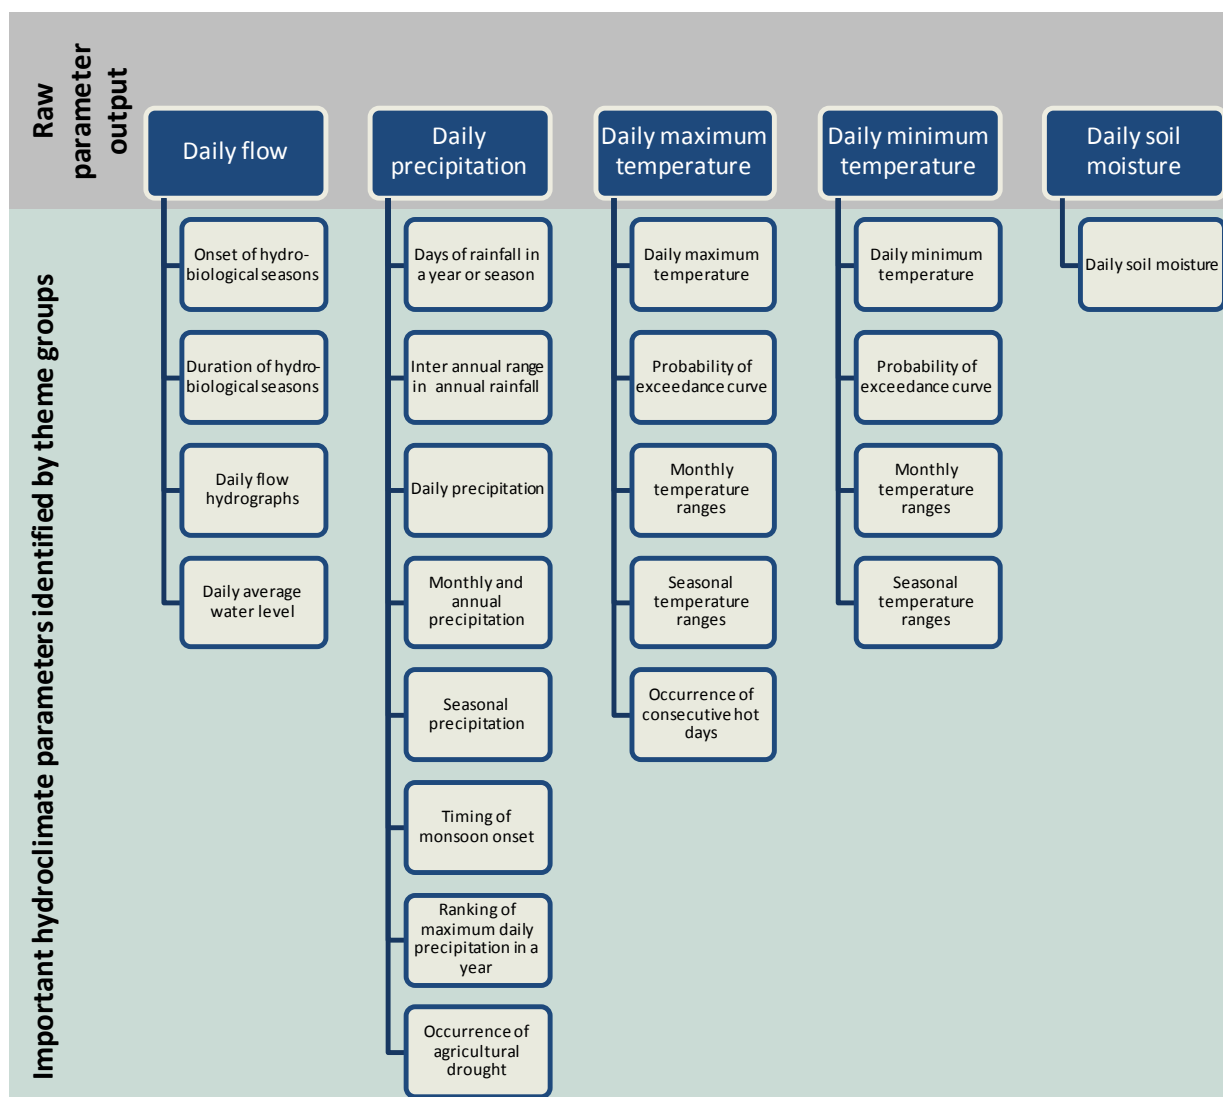 Raw
parameter
output
Daily flow
Daily
precipitation
Daily maximum
temperature
Daily minimum
temperature
Daily soil
moisture
Important hydroclimate parameters identified by theme groups
Onset of hydro-
biological seasons
Duration of hydro-
biological seasons
Daily flow
hydrographs
Daily average
water level
Days of rainfall in
a year or season
Inter annual range
in annual rainfall
Daily precipitation
Monthly and
annual
precipitation
Seasonal
precipitation
Timing of
monsoon onset
Ranking of
maximum daily
precipitation in a
year
Occurrence of
agricultural
drought
Daily maximum
temperature
Probability of
exceedance curve
Monthly
temperature
ranges
Seasonal
temperature
ranges
Occurrence of
consecutive hot
days
Daily minimum
temperature
Probability of
exceedance curve
Monthly
temperature
ranges
Seasonal
temperature
ranges
Daily soil moisture